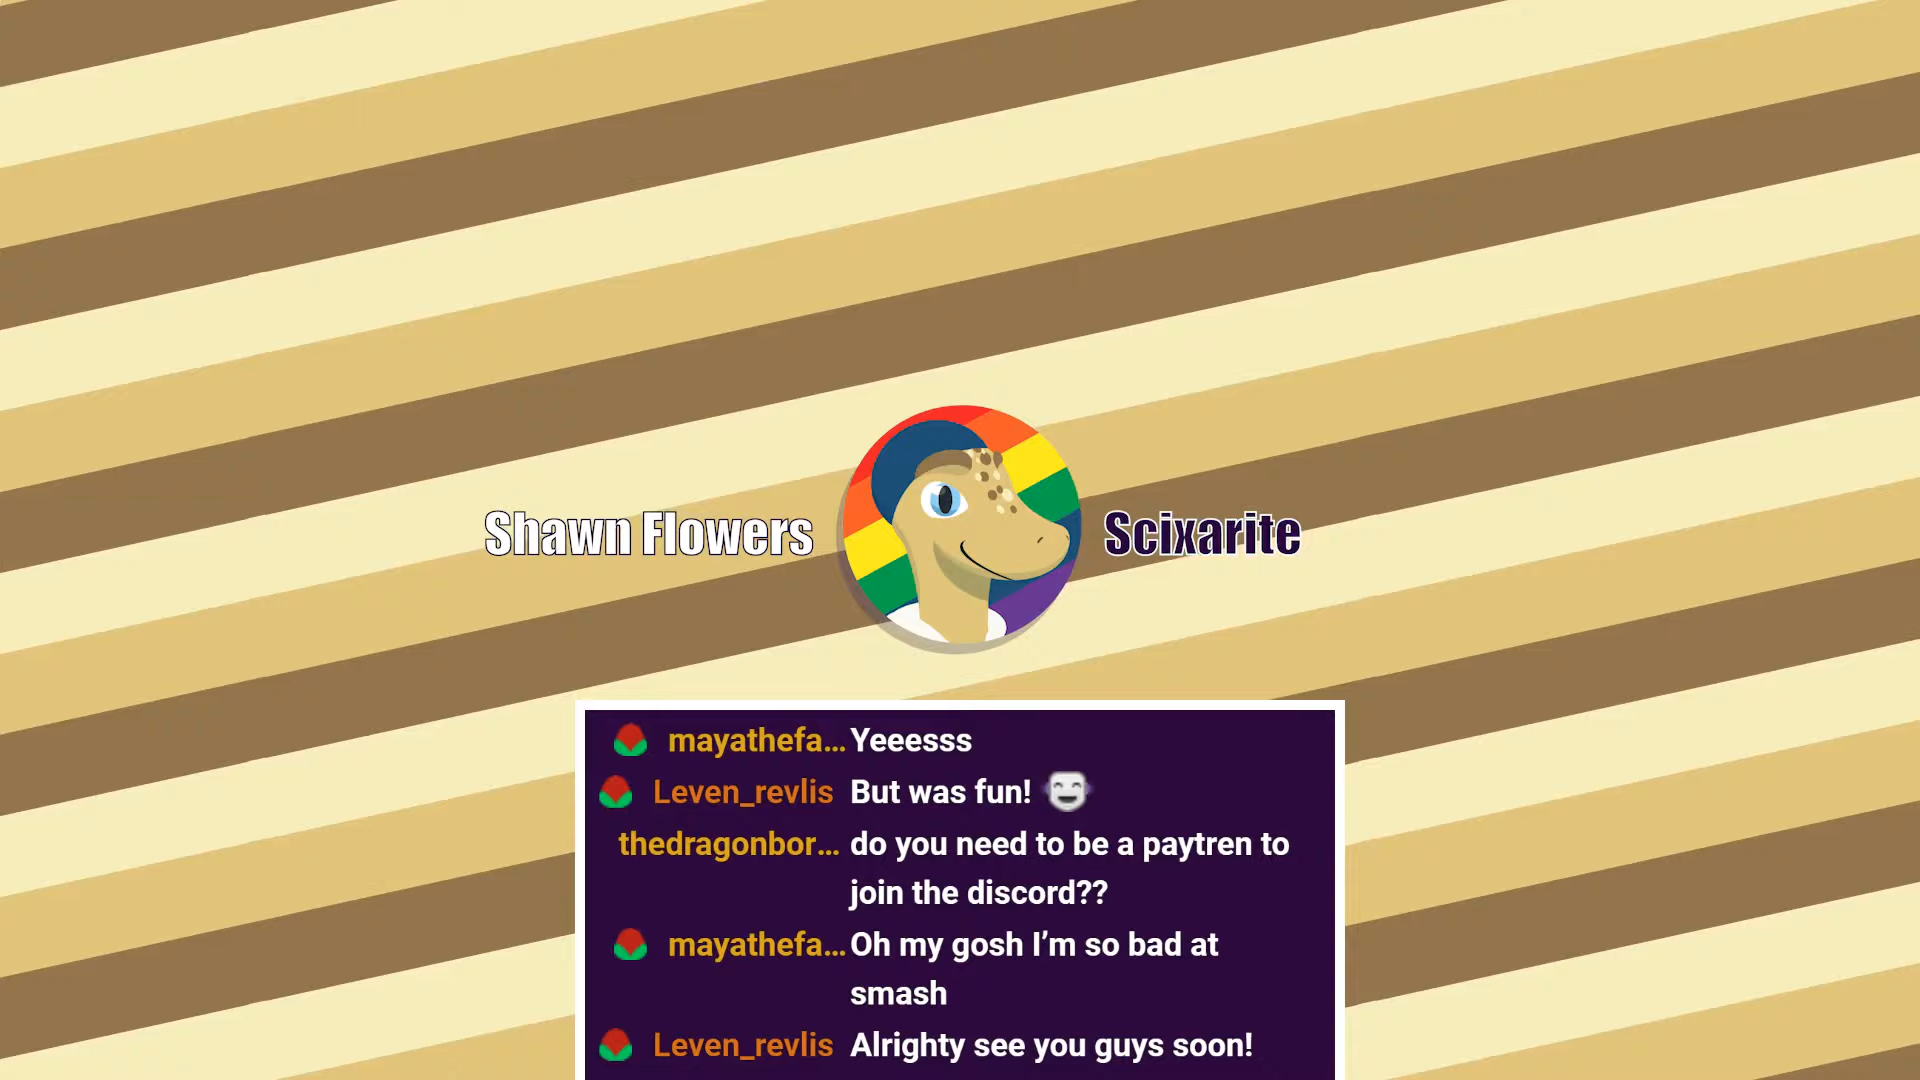 Shawn Flowers
Scixarite
mayathefa... Yeeesss
Leven_revlis But was fun!
thedragonbor... do you need to be a paytren to
join the discord??
mayathefa... Oh my gosh I’m so bad at
smash
Leven_revlis Alrighty see you guys soon!